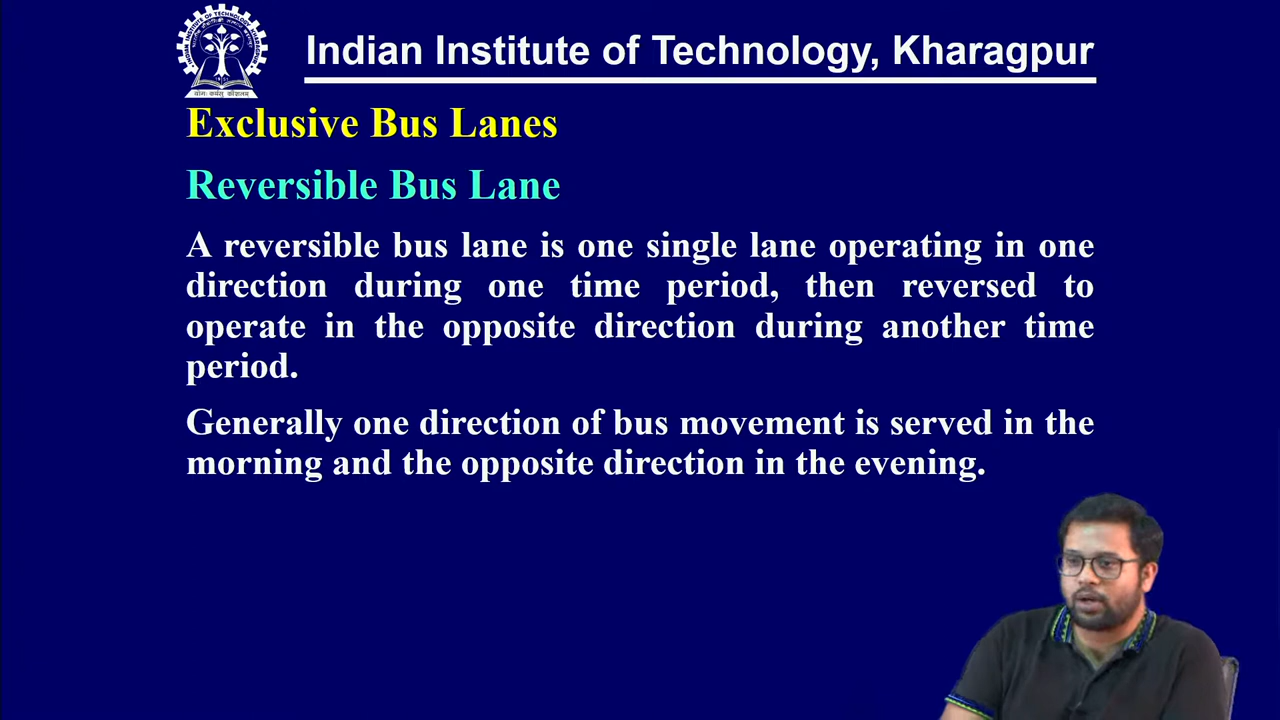 Indian Institute of Technology, Kharagpur
Exclusive Bus Lanes
Reversible Bus Lane
A reversible bus lane is one single lane operating in one
direction during one time period, then reversed to
operate in the opposite direction during another time
period.
Generally one direction of bus movement is served in the
morning and the opposite direction in the evening.